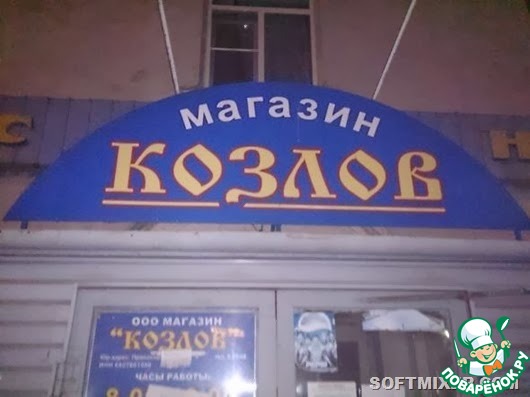 магазин
КОЗЛОВ
С Н
ООО МАГАЗИН
"КОЗЛОВ"
ЧАСЫ РАБОТЫ:
SOFTMIXER.COM
ПОВАРЕНОК.РУ